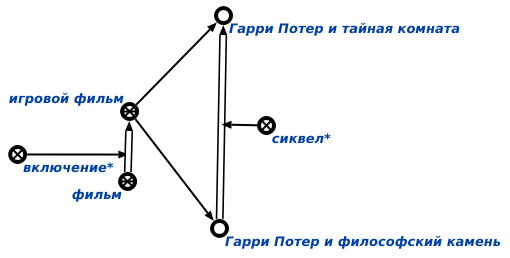 Гарри Потер и тайная комната
игровой фильм
сиквел*
включение*
фильм
Гарри Потер и философский камень